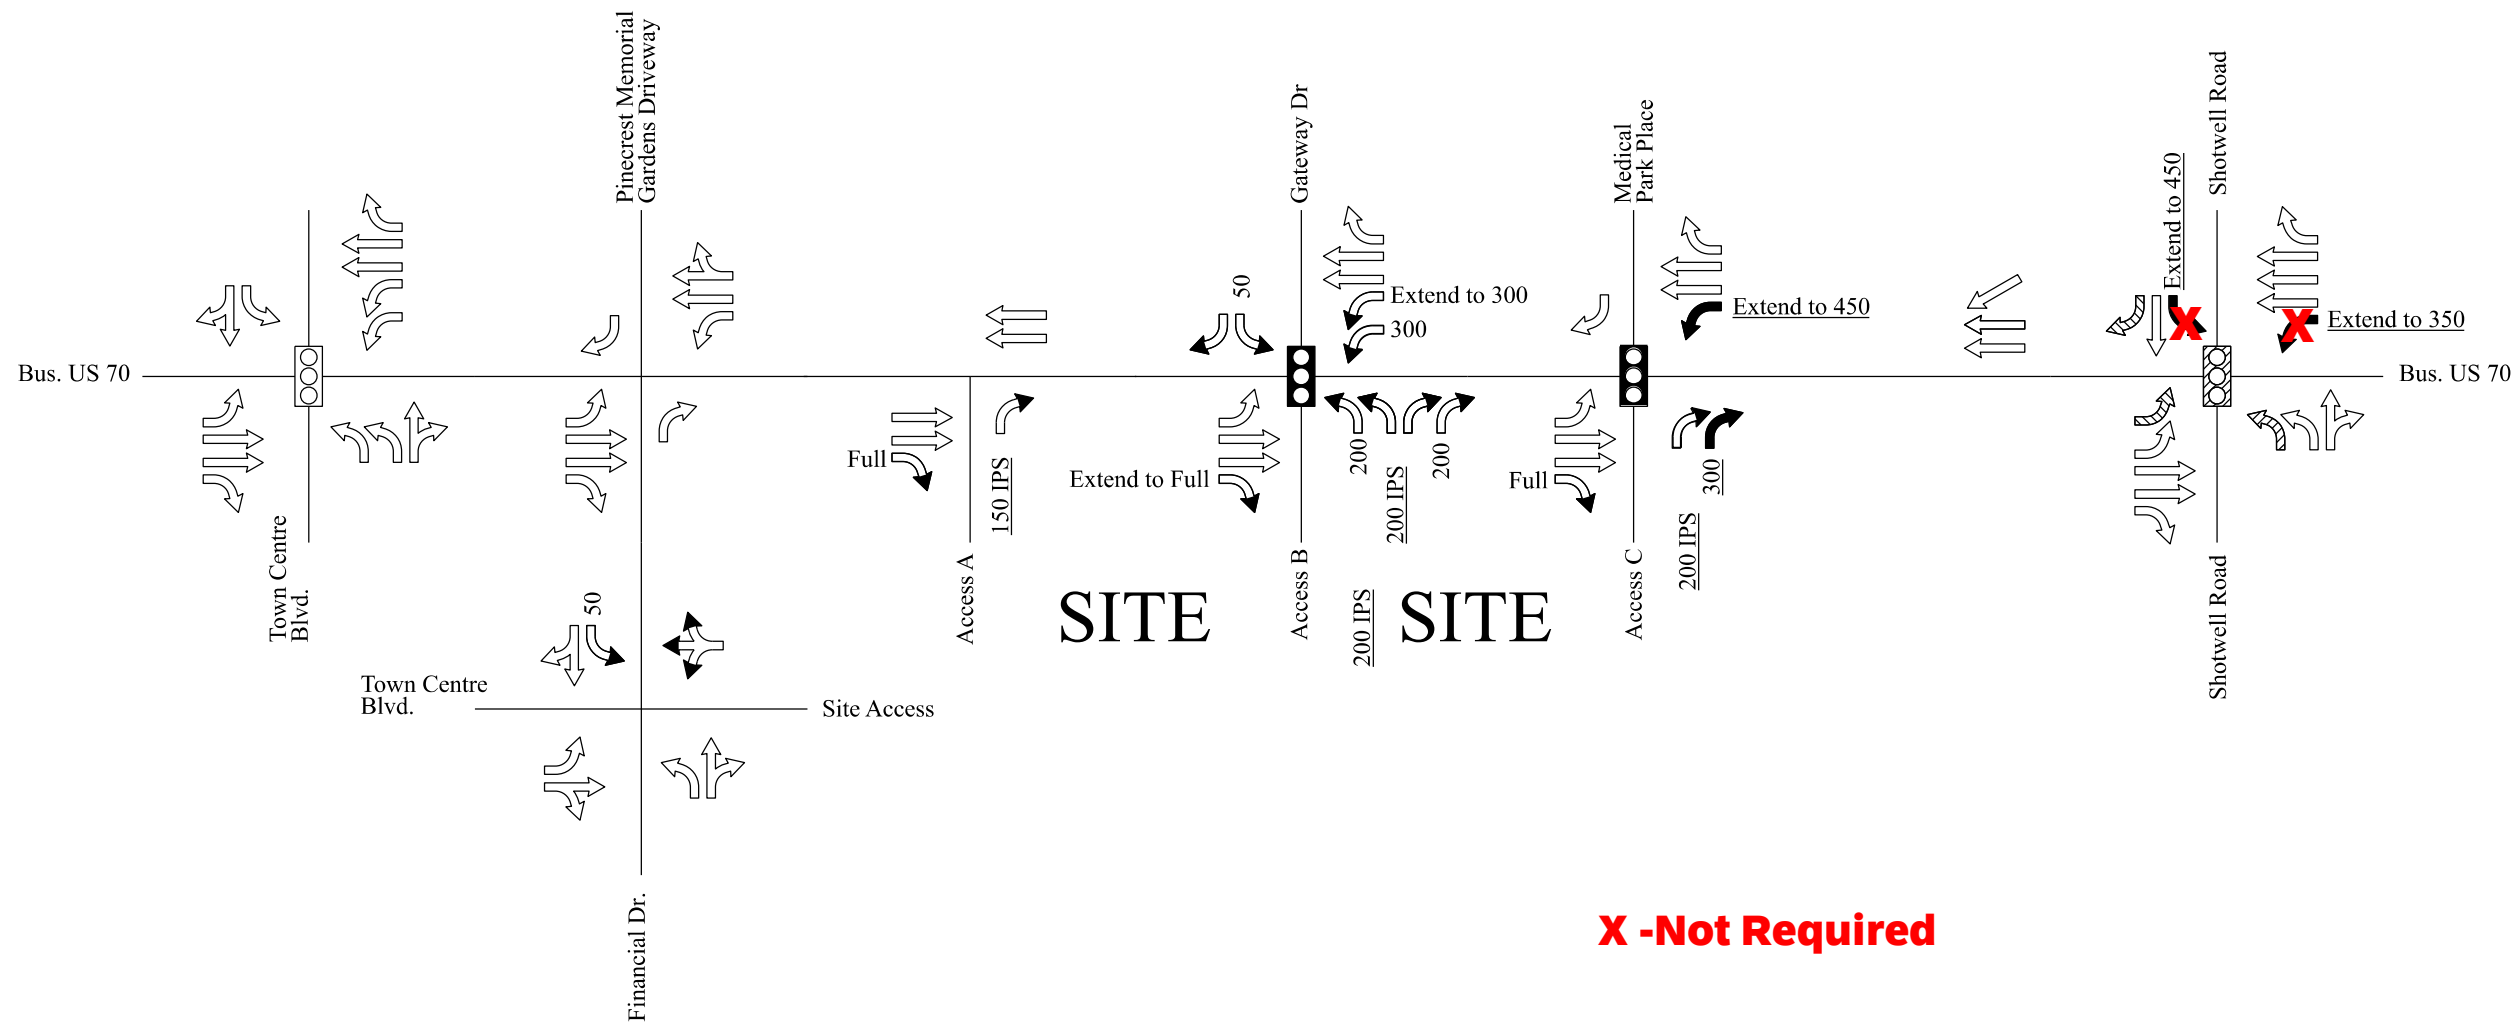 Pinecrest Memorial
Gardens Driveway
Gateway Dr
Medical
Park Place
Shotwell Road
Extend to 450
50
Extend to 300
300
Extend to 450
X
X
Extend to 350
Bus. US 70
Bus. US 70
Full
150 IPS
Extend to Full
200
200 IPS
200
Full
300
200 IPS
Town Centre
Blvd.
Access A
SITE
Access B
200 IPS
SITE
Access C
Shotwell Road
50
Town Centre
Blvd.
Site Access
Financial Dr.
X -Not Required